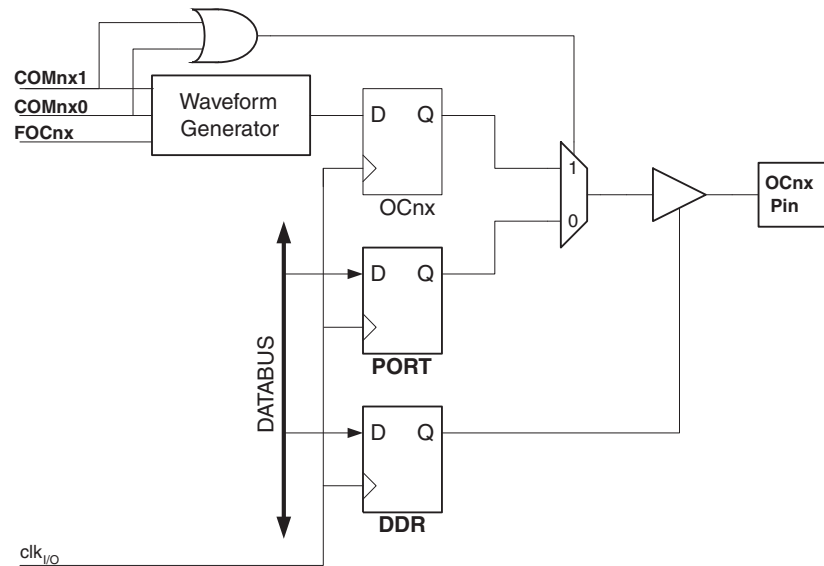 COMnx1
COMnx0
FOCnx
Waveform
Generator
D Q
OCnx
1
0
OCnx
Pin
D Q
PORT
DATABUS
D Q
DDR
clkI/O